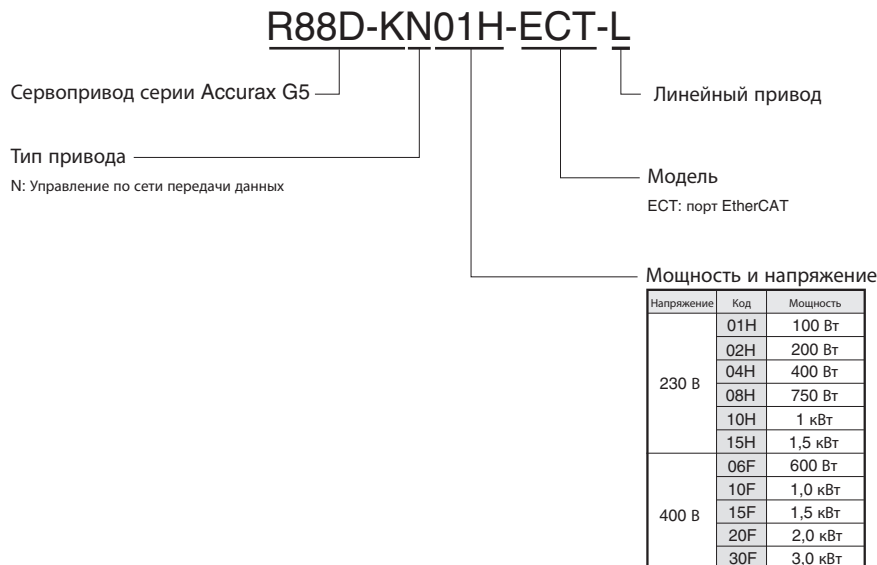 R88D-KN01H-ECT-L
Сервопривод серии Accurax G5
Линейный привод
Тип привода
N: Управление по сети передачи данных
Модель
ECT: порт EtherCAT
Мощность и напряжение
Напряжение Код Мощность
230 В
01H 100 Вт
02H 200 Вт
04H 400 Вт
08H 750 Вт
10H 1 кВт
15H 1,5 кВт
400 В
06F 600 Вт
10F 1,0 кВт
15F 1,5 кВт
20F 2,0 кВт
30F 3,0 кВт